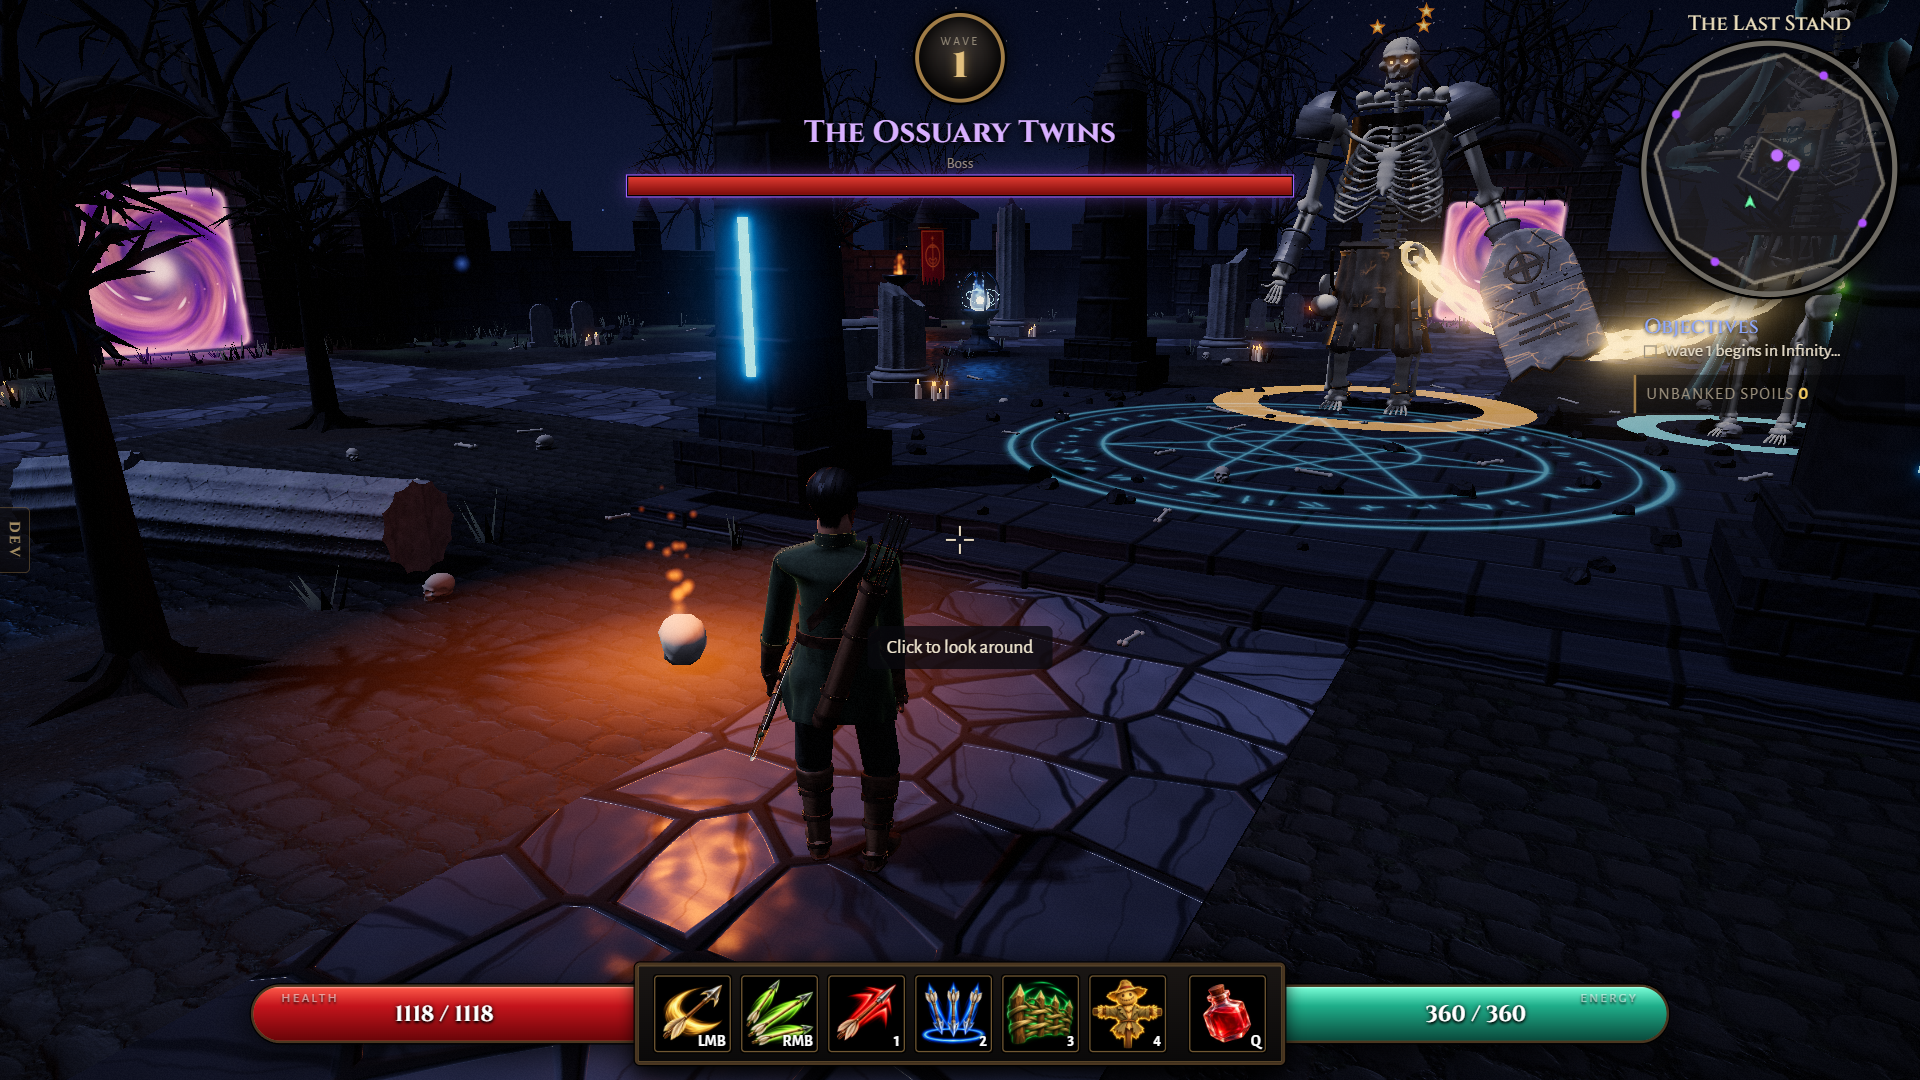 WAVE
1
THE OSSUARY TWINS
Boss
THE LAST STAND
OBJECTIVES
Wave 1 begins in Infinity...
UNBANKED SPOILS 0
DEV
Click to look around
HEALTH
1118 / 1118
LMB
RMB
1
2
3
4
Q
ENERGY
360 / 360